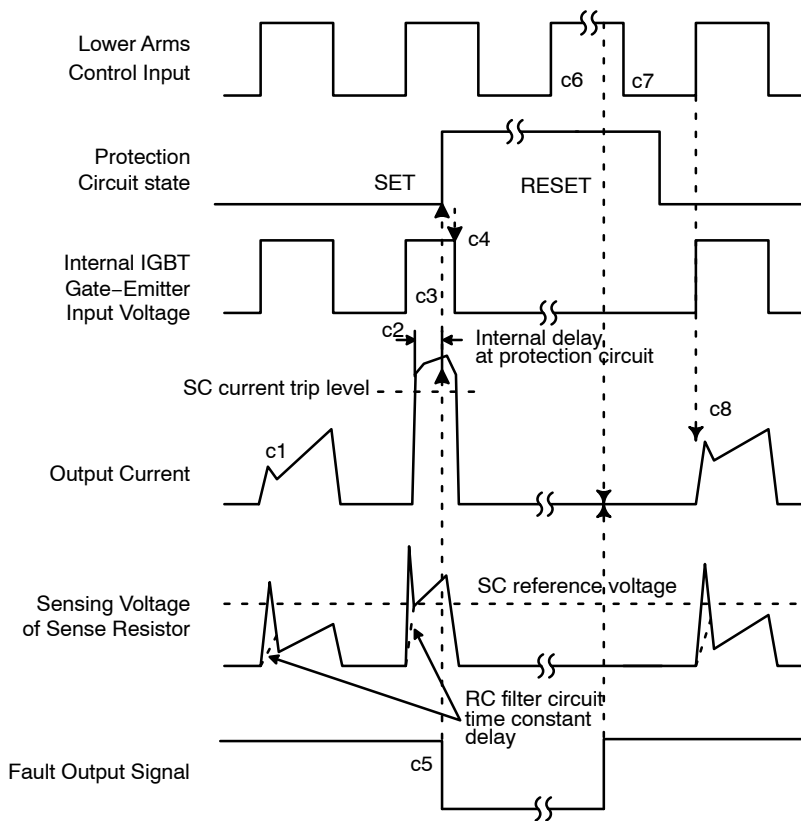 Lower Arms
Control Input
c6
c7
Protection
Circuit state
SET
RESET
c4
Internal IGBT
Gate−Emitter
Input Voltage
c3
c2
Internal delay
at protection circuit
SC current trip level
c8
c1
Output Current
SC reference voltage
Sensing Voltage
of Sense Resistor
RC filter circuit
time constant
delay
c5
Fault Output Signal